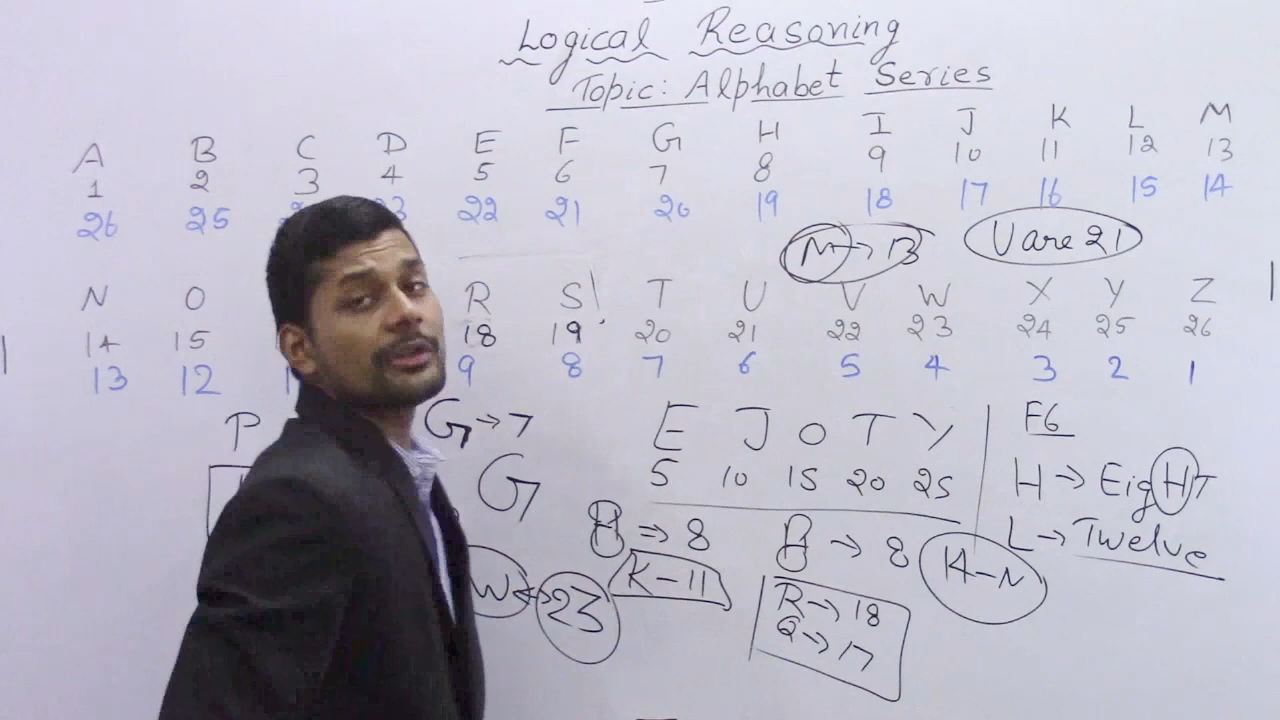 Logical Reasoning
Topic: Alphabet Series
A B C D E F G H I J K L M
1 2 3 4 5 6 7 8 9 10 11 12 13
26 25 22 21 20 19 18 17 16 15 14
M → 13 U are 21
N O R S T U V W X Y Z
14 15 18 19 20 21 22 23 24 25 26
13 12 9 8 7 6 5 4 3 2 1
P G → 7 E J O T Y F6
G 5 10 15 20 25 H → EigHT
H ⇒ 8 → 8 L → Twelve
W ↔ 23 K - 11 R → 18 - N
Q → 17